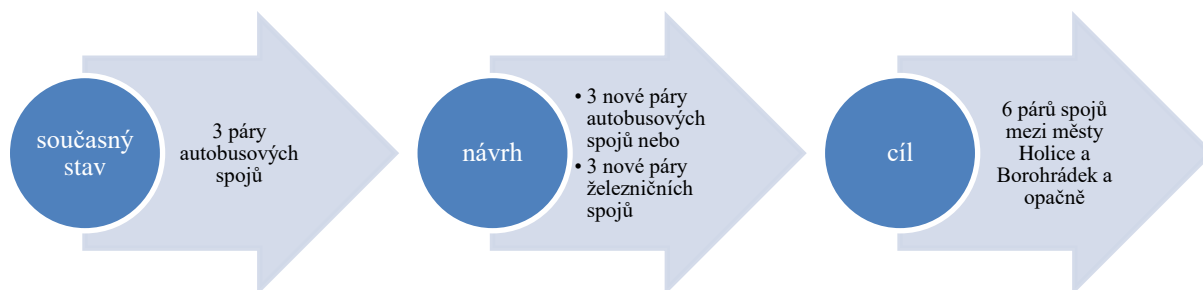 současný
stav
3 páry
autobusových
spojů
návrh
• 3 nové páry
autobusových
spojů nebo
• 3 nové páry
železničních
spojů
cíl
6 párů spojů
mezi městy
Holice a
Borohrádek a
opačně